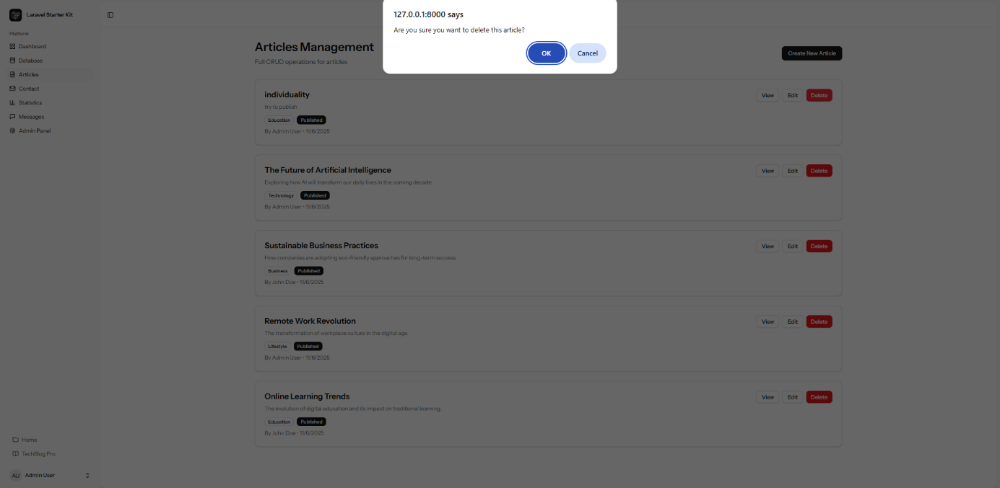 Laravel Starter Kit
Platform
Dashboard
Database
Articles
Contact
Statistics
Messages
Admin Panel
Home
TechBlog Pro
AU Admin User
127.0.0.1:8000 says
Are you sure you want to delete this article?
OK Cancel
Articles Management
Full CRUD operations for articles
Create New Article
individuality
try to publish
Education Published
By Admin User • 11/6/2025
View Edit Delete
The Future of Artificial Intelligence
Exploring how AI will transform our daily lives in the coming decade.
Technology Published
By Admin User • 11/6/2025
View Edit Delete
Sustainable Business Practices
How companies are adopting eco-friendly approaches for long-term success.
Business Published
By John Doe • 11/6/2025
View Edit Delete
Remote Work Revolution
The transformation of workplace culture in the digital age.
Lifestyle Published
By Admin User • 11/6/2025
View Edit Delete
Online Learning Trends
The evolution of digital education and its impact on traditional learning.
Education Published
By John Doe • 11/6/2025
View Edit Delete